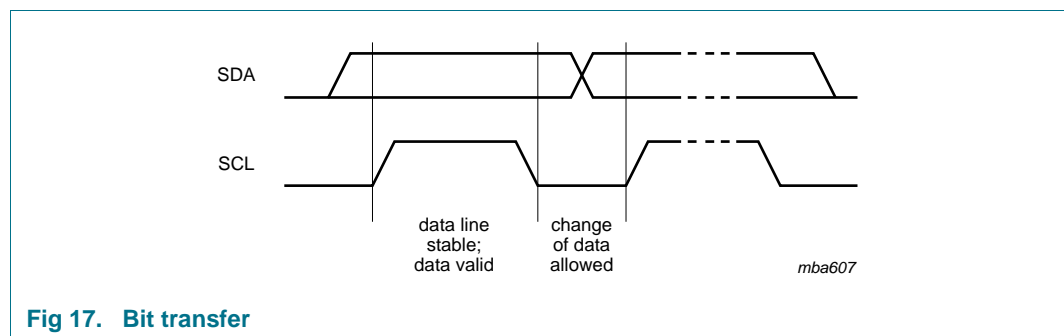 SDA
SCL
data line
stable;
data valid
change
of data
allowed
mba607
Fig 17. Bit transfer